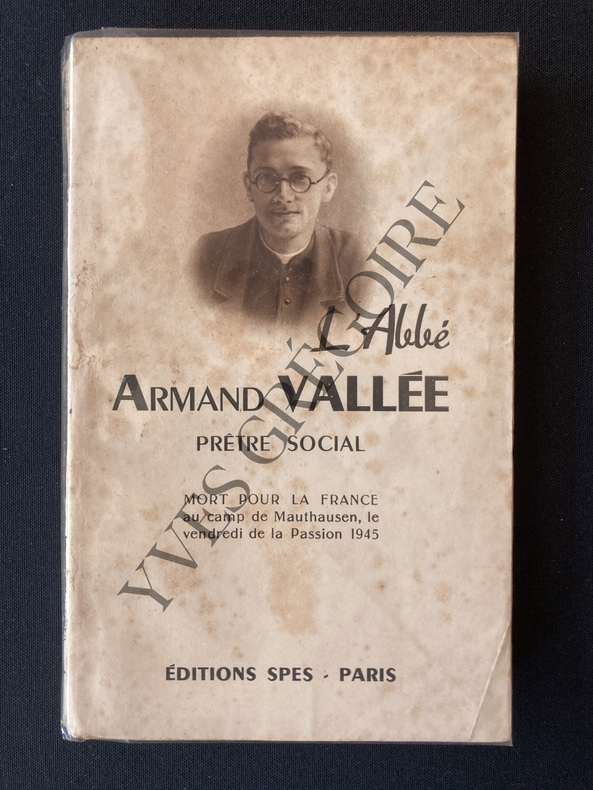 L'Abbé
ARMAND VALLÉE
PRÊTRE SOCIAL
MORT POUR LA FRANCE
au camp de Mauthausen, le
vendredi de la Passion 1945
ÉDITIONS SPES - PARIS
YVES GRÉGOIRE